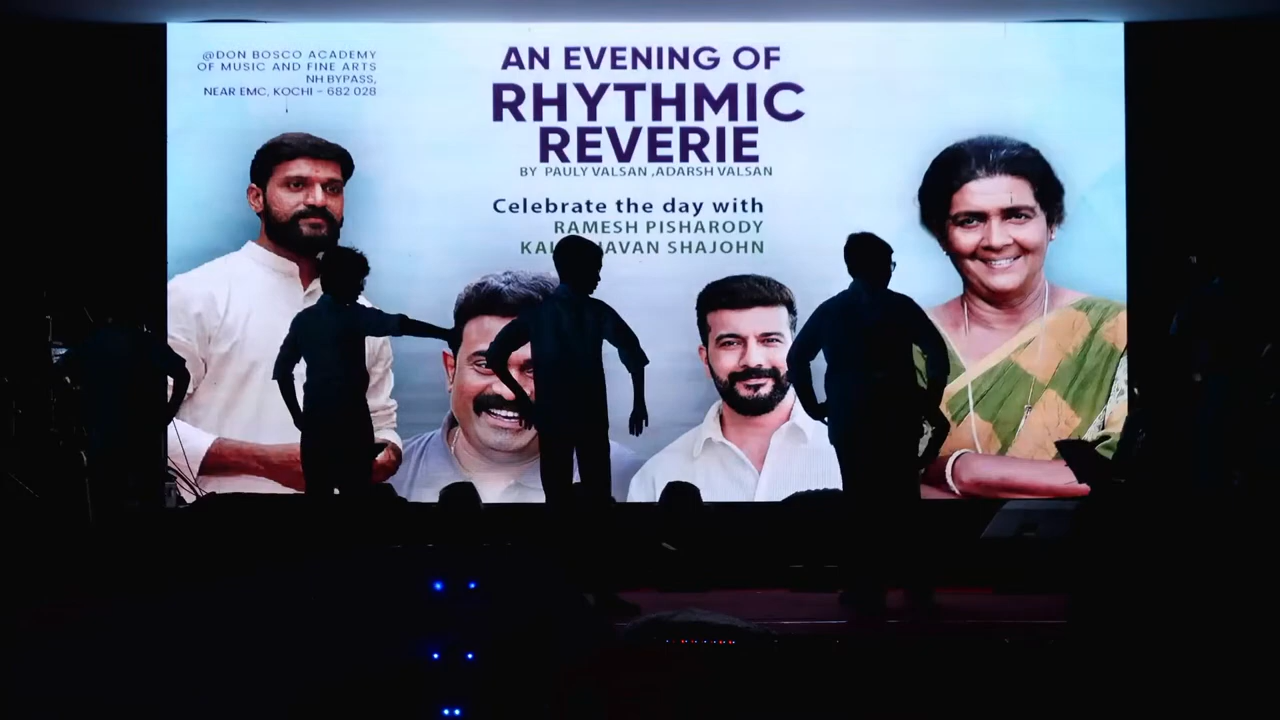 @DON BOSCO ACADEMY
OF MUSIC AND FINE ARTS
NH BYPASS,
NEAR EMC, KOCHI - 682 028
AN EVENING OF
RHYTHMIC
REVERIE
BY PAULY VALSAN ,ADARSH VALSAN
Celebrate the day with
RAMESH PISHARODY
SHAJOHN